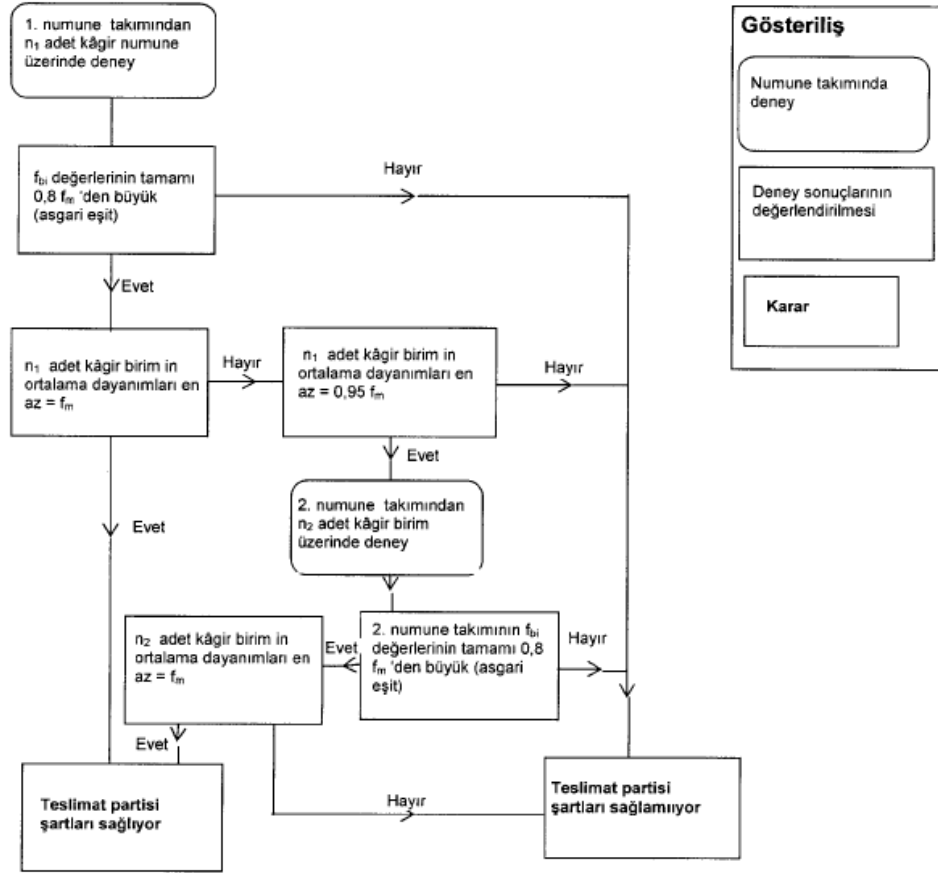 1. numune takımından
n₁ adet kâgir numune
üzerinde deney
Hayır
f_bi değerlerinin tamamı
0,8 f_m 'den büyük
(asgari eşit)
Evet
n₁ adet kâgir birim in
ortalama dayanımları en
az = f_m
Hayır
n₁ adet kâgir birim in
ortalama dayanımları en
az = 0,95 f_m
Hayır
Evet
2. numune takımından
n₂ adet kâgir birim
üzerinde deney
Evet
n₂ adet kâgir birim in
ortalama dayanımları en
az = f_m
Evet
2. numune takımının f_bi
değerlerinin tamamı 0,8
f_m 'den büyük (asgari
eşit)
Hayır
Evet
Hayır
Teslimat partisi
şartları sağlıyor
Teslimat partisi
şartları sağlamıiyor
Gösteriliş
Numune takımında
deney
Deney sonuçlarının
değerlendirilmesi
Karar